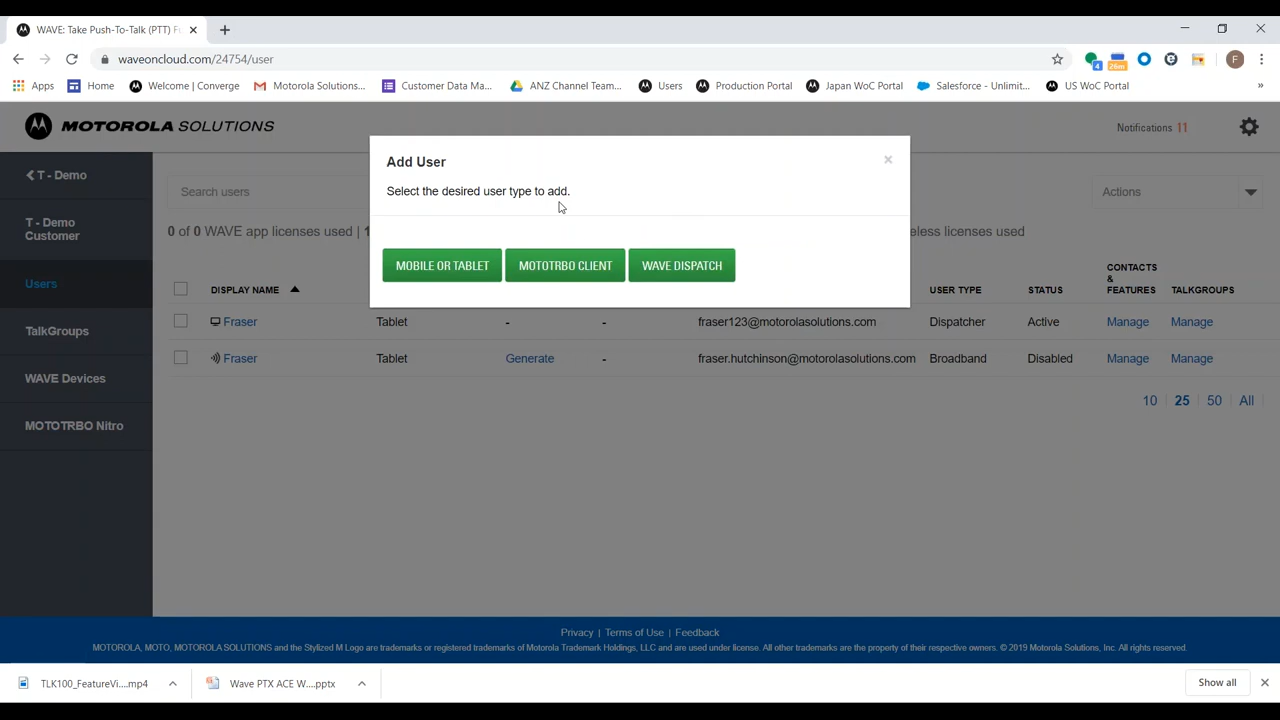 WAVE: Take Push-To-Talk (PTT) F
waveoncloud.com/24754/user
4
26m
F
Apps Home Welcome | Converge Motorola Solutions... Customer Data Ma... ANZ Channel Team... Users Production Portal Japan WoC Portal Salesforce - Unlimit... US WoC Portal »
MOTOROLA SOLUTIONS
Notifications 11
T - Demo
T - Demo Customer
Users
TalkGroups
WAVE Devices
MOTOTRBO Nitro
Search users
Actions
0 of 0 WAVE app licenses used | 1
eless licenses used
Add User
×
Select the desired user type to add.
MOBILE OR TABLET MOTOTRBO CLIENT WAVE DISPATCH
DISPLAY NAME USER TYPE STATUS CONTACTS & FEATURES TALKGROUPS
Fraser Tablet - - fraser123@motorolasolutions.com Dispatcher Active Manage Manage
Fraser Tablet Generate - fraser.hutchinson@motorolasolutions.com Broadband Disabled Manage Manage
10 | 25 | 50 | All
Privacy | Terms of Use | Feedback
MOTOROLA, MOTO, MOTOROLA SOLUTIONS and the Stylized M Logo are trademarks or registered trademarks of Motorola Trademark Holdings, LLC and are used under license. All other trademarks are the property of their respective owners. © 2019 Motorola Solutions, Inc. All rights reserved.
TLK100_FeatureVi....mp4 Wave PTX ACE W....pptx Show all